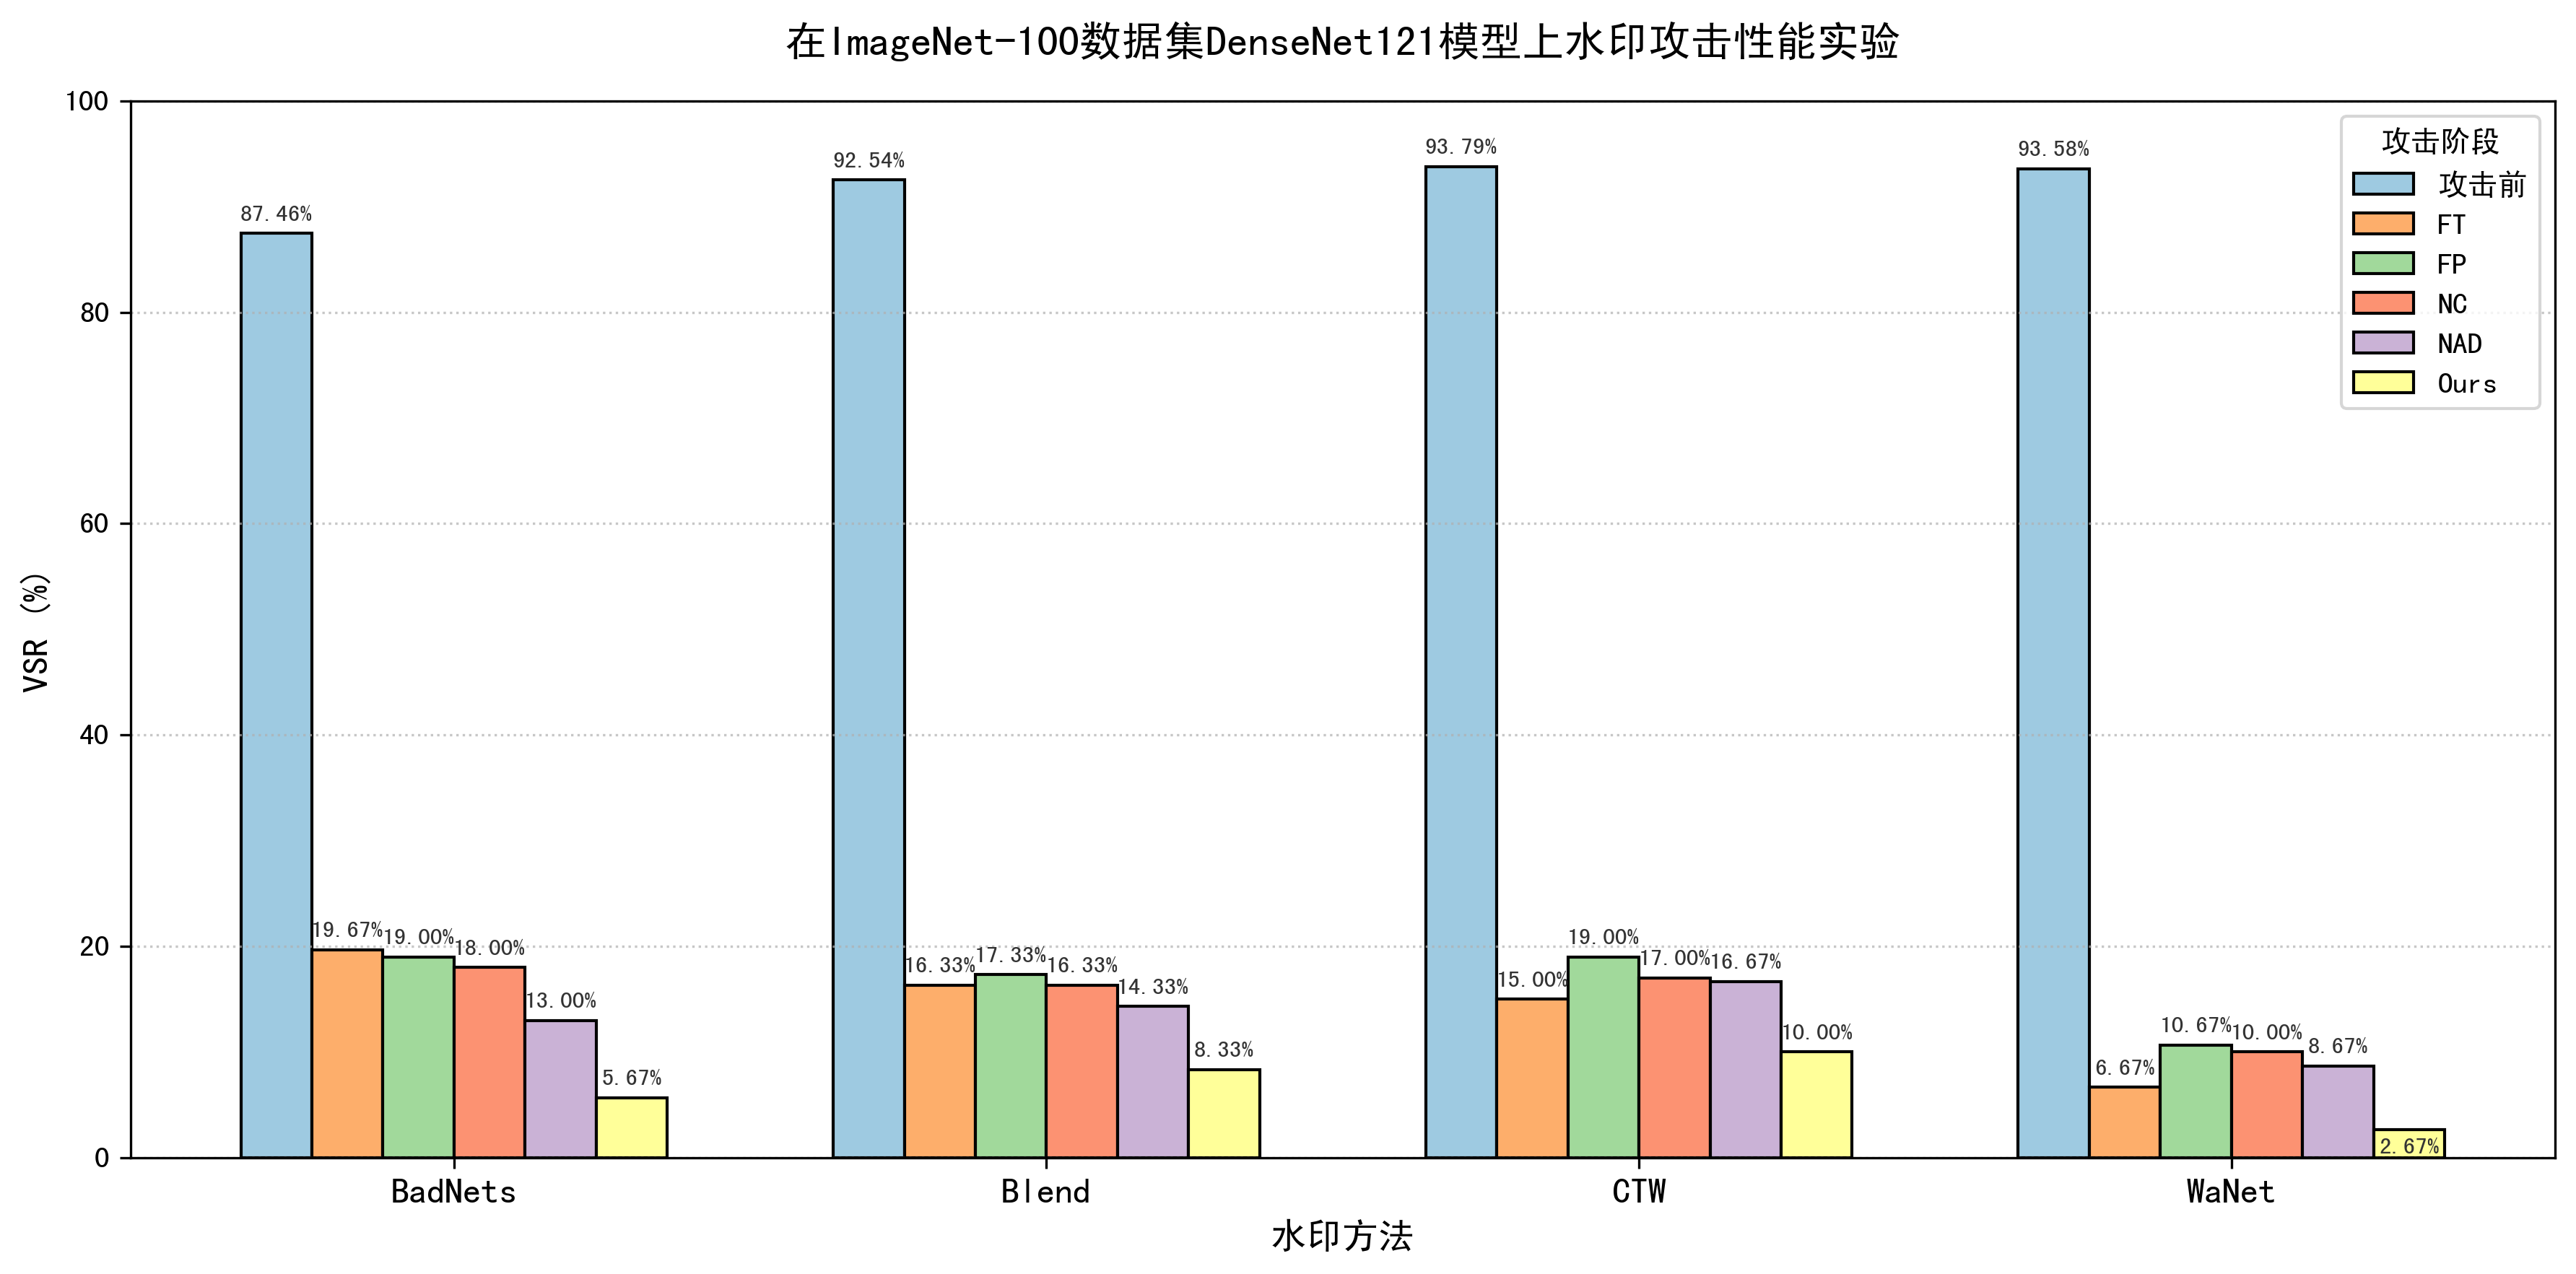 在ImageNet-100数据集DenseNet121模型上水印攻击性能实验
100
80
60
40
20
0
VSR (%)
攻击阶段
攻击前
FT
FP
NC
NAD
Ours
87.46%
19.67%
19.00%
18.00%
13.00%
5.67%
92.54%
16.33%
17.33%
16.33%
14.33%
8.33%
93.79%
15.00%
19.00%
17.00%
16.67%
10.00%
93.58%
6.67%
10.67%
10.00%
8.67%
2.67%
BadNets
Blend
CTW
WaNet
水印方法